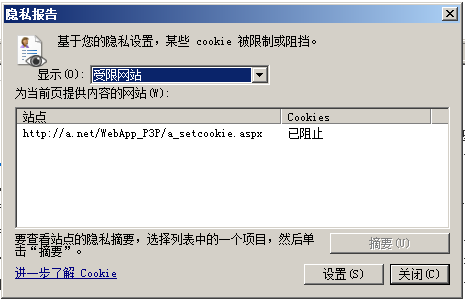 隐私报告
基于您的隐私设置，某些 cookie 被限制或阻挡。
显示(O): 受限网站
为当前页提供内容的网站(W):
站点 Cookies
http://a.net/WebApp_P3P/a_setcookie.aspx 已阻止
要查看站点的隐私摘要，选择列表中的一个项目，然后单
击“摘要”。
摘要(U)
进一步了解 Cookie
设置(S) 关闭(C)